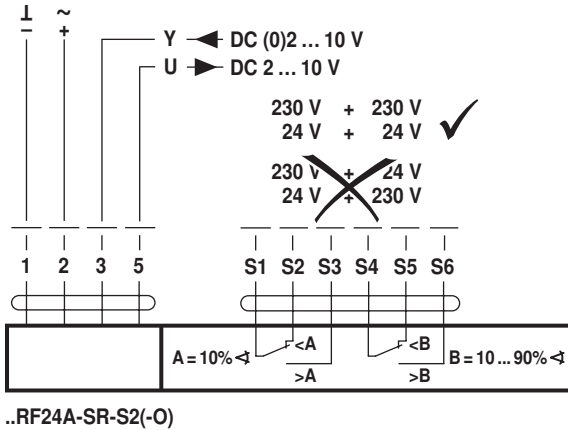 ⊥ ~
– +
Y DC (0)2 ... 10 V
U DC 2 ... 10 V
230 V + 230 V
24 V + 24 V
230 V + 24 V
24 V + 230 V
1 2 3 5 S1 S2 S3 S4 S5 S6
A = 10% ∢ <A <B B = 10 ... 90% ∢
>A >B
..RF24A-SR-S2(-O)